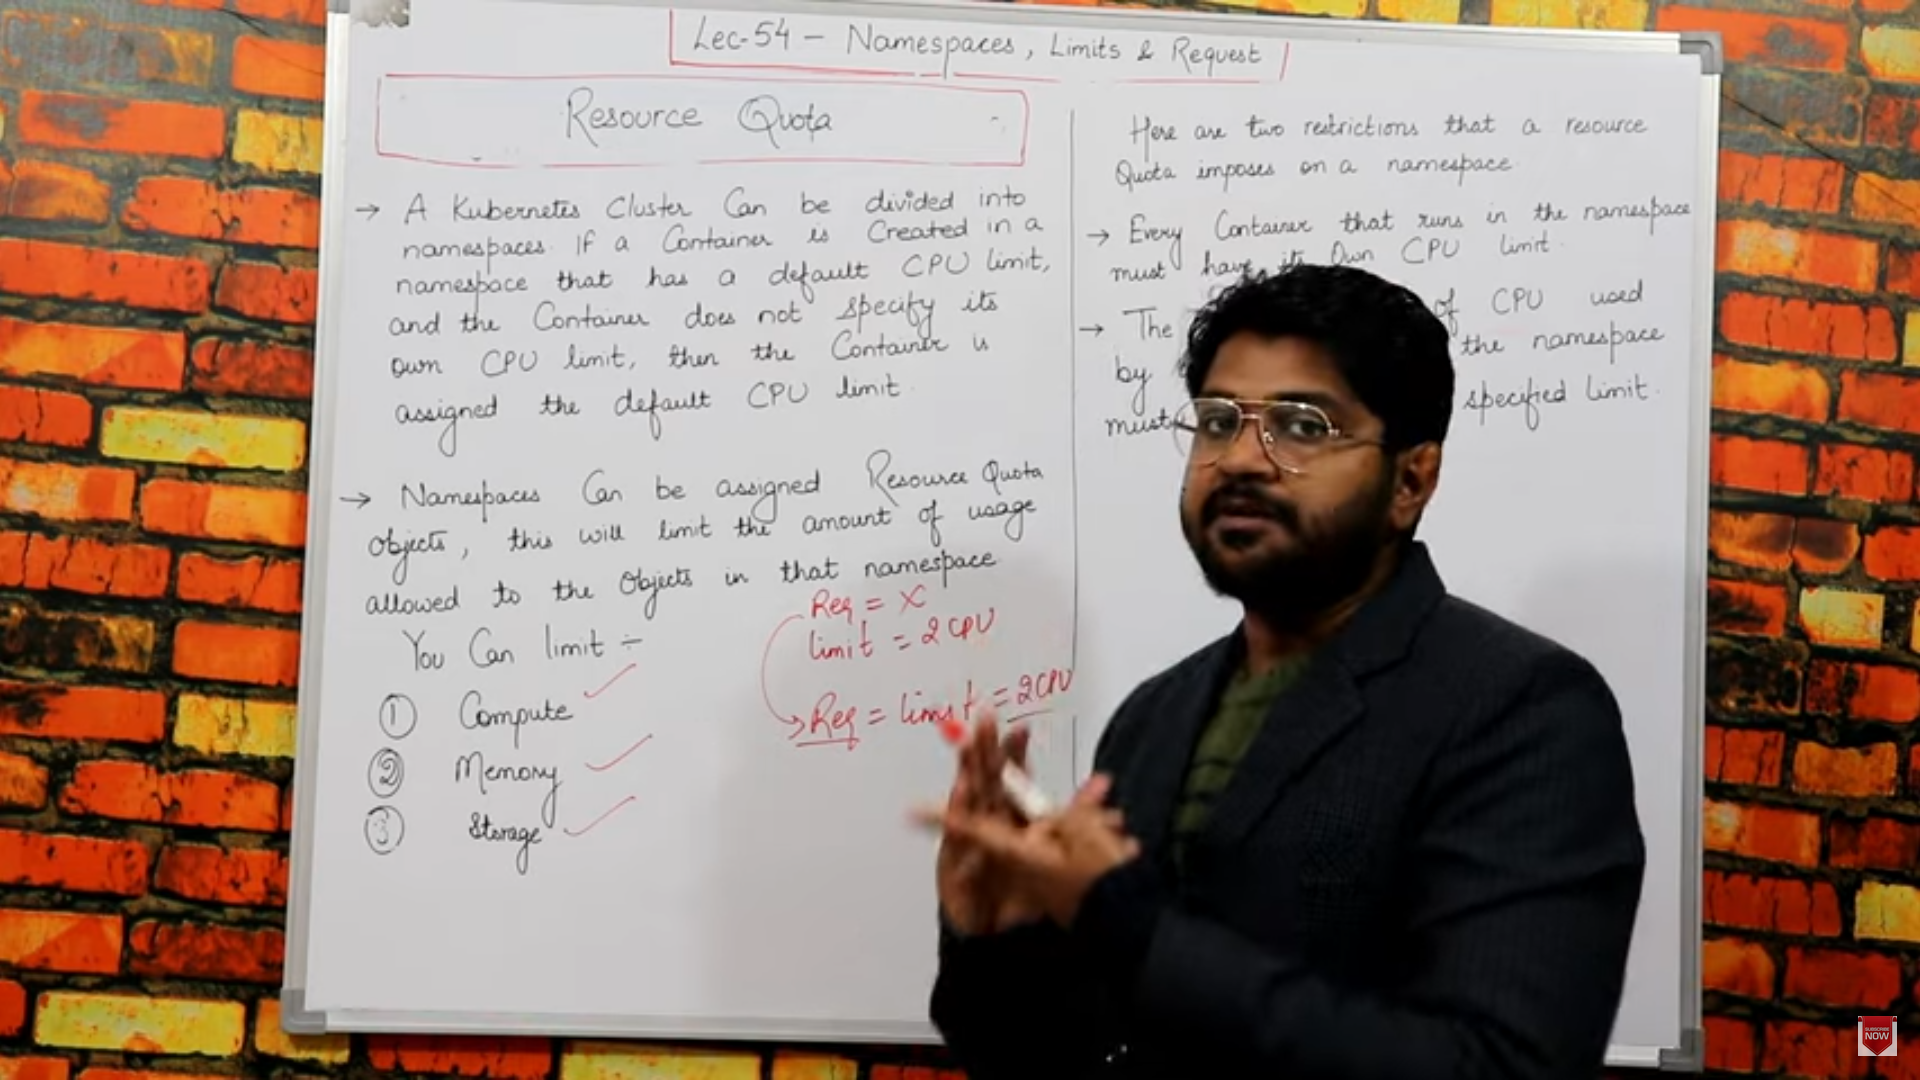 Lec-54 – Namespaces, Limits & Request
Resource Quota
→ A Kubernetes Cluster Can be divided into
namespaces. If a Container is Created in a
namespace that has a default CPU limit,
and the Container does not specify its
own CPU limit, then the Container is
assigned the default CPU limit.
→ Namespaces Can be assigned Resource Quota
objects, this will limit the amount of usage
allowed to the Objects in that namespace
You Can limit ÷
① Compute ✓
② Memory ✓
③ Storage ✓
Req = X
limit = 2 CPU
Req = limit = 2CPU
Here are two restrictions that a resource
Quota imposes on a namespace.
→ Every Container that runs in the namespace
must have its Own CPU limit.
→ The of CPU used
by the namespace
must specified limit.
SUBSCRIBE
NOW